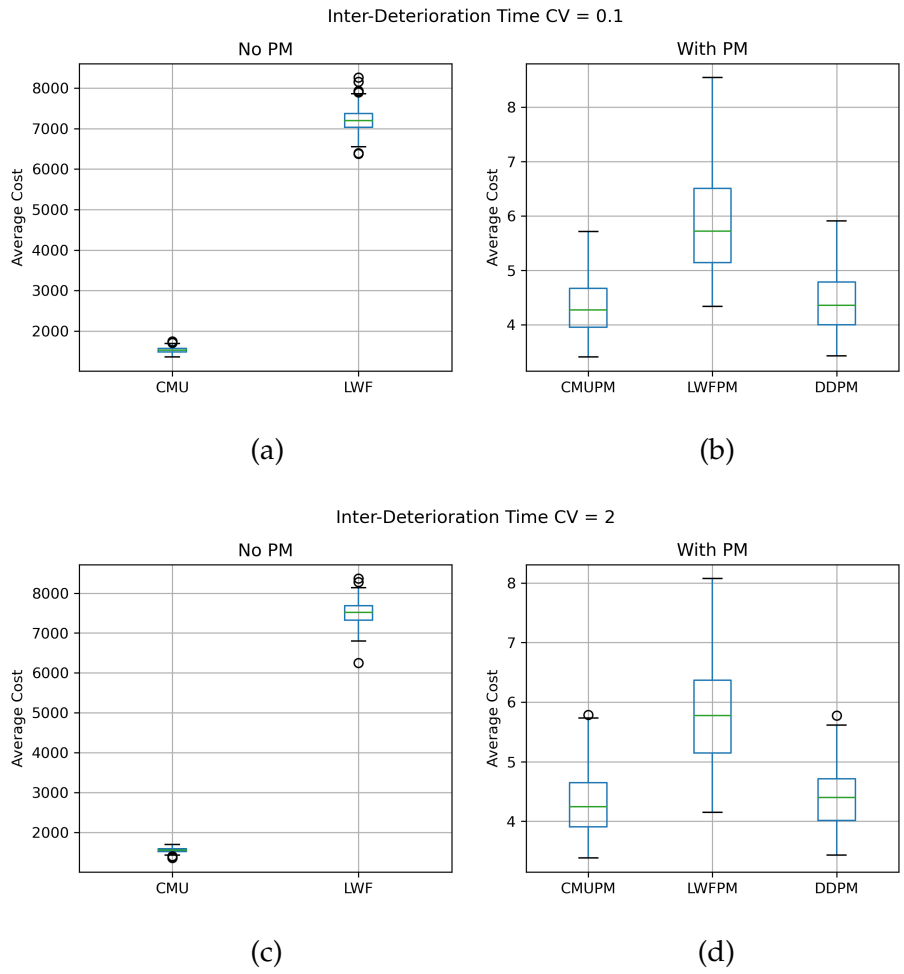 Inter-Deterioration Time CV = 0.1
No PM
Average Cost
8000
7000
6000
5000
4000
3000
2000
CMU
LWF
(a)
With PM
Average Cost
8
7
6
5
4
CMUPM
LWFPM
DDPM
(b)
Inter-Deterioration Time CV = 2
No PM
Average Cost
8000
7000
6000
5000
4000
3000
2000
CMU
LWF
(c)
With PM
Average Cost
8
7
6
5
4
CMUPM
LWFPM
DDPM
(d)